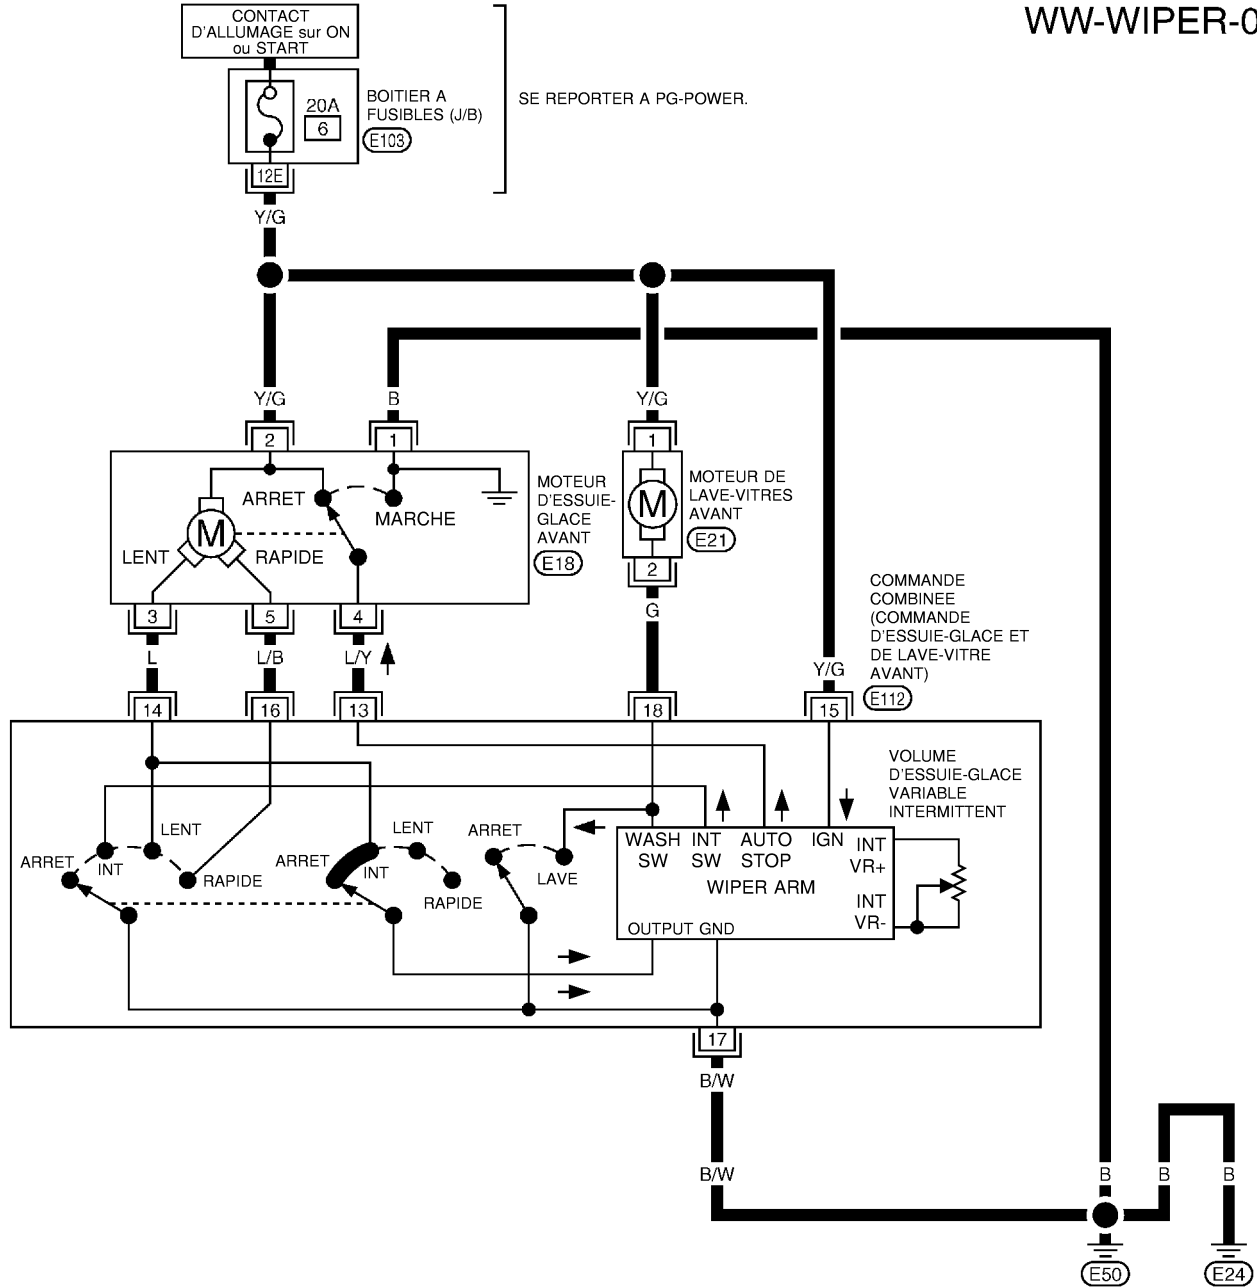 WW-WIPER-0
CONTACT
D'ALLUMAGE sur ON
ou START
20A
6
BOITIER A
FUSIBLES (J/B)
E103
SE REPORTER A PG-POWER.
12E
Y/G
Y/G
B
Y/G
2
1
1
ARRET
MARCHE
M
LENT
RAPIDE
MOTEUR
D'ESSUIE-
GLACE
AVANT
E18
M
MOTEUR DE
LAVE-VITRES
AVANT
E21
2
G
3
5
4
L
L/B
L/Y
COMMANDE
COMBINEE
(COMMANDE
D'ESSUIE-GLACE ET
DE LAVE-VITRE
AVANT)
E112
Y/G
14
16
13
18
15
VOLUME
D'ESSUIE-GLACE
VARIABLE
INTERMITTENT
ARRET
INT
LENT
RAPIDE
ARRET
INT
LENT
RAPIDE
ARRET
LAVE
WASH
SW
INT
SW
AUTO
STOP
IGN
INT
VR+
INT
VR-
WIPER ARM
OUTPUT GND
17
B/W
B/W
B
B
B
E50
E24